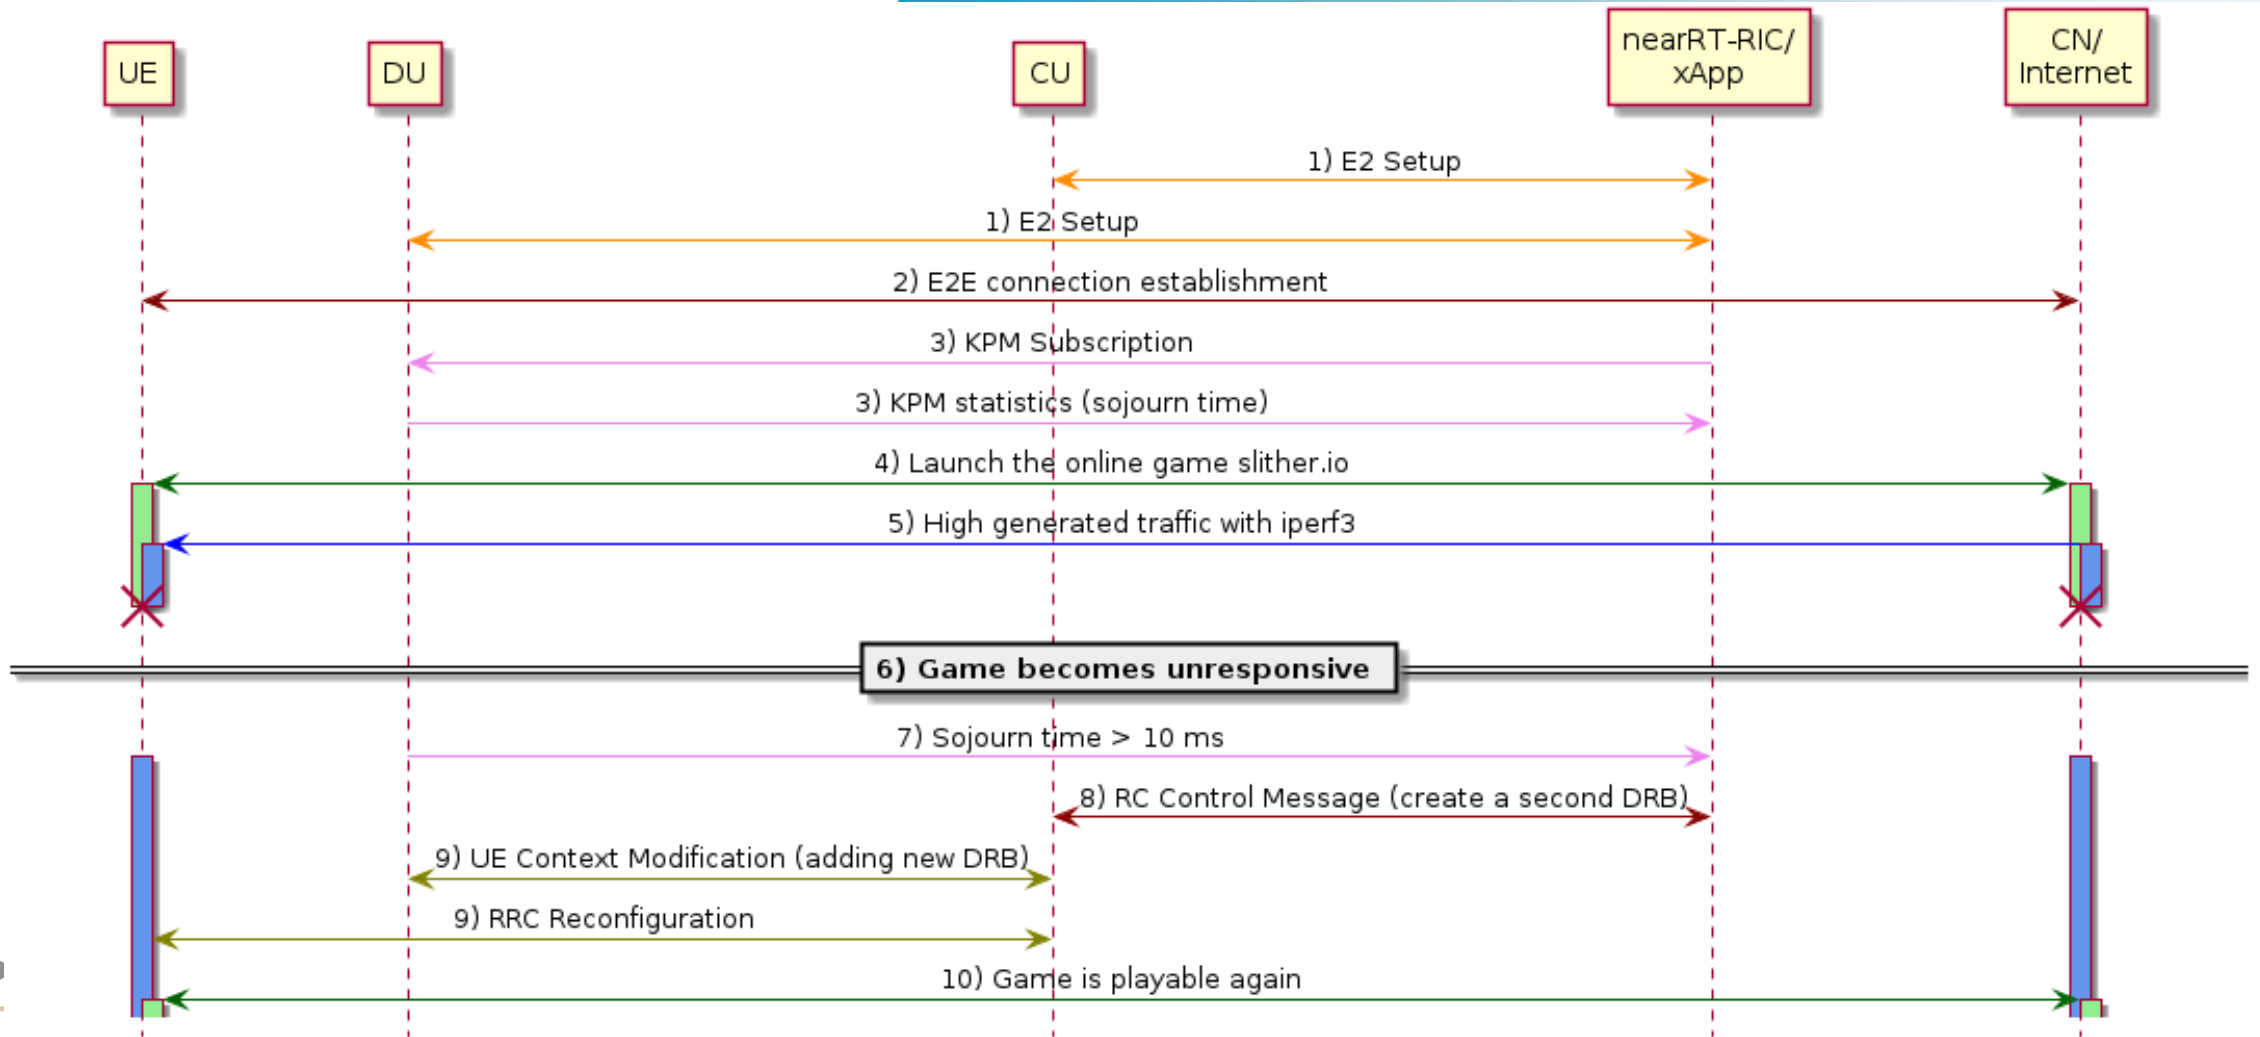 UE
DU
CU
nearRT-RIC/
xApp
CN/
Internet
1) E2 Setup
1) E2 Setup
2) E2E connection establishment
3) KPM Subscription
3) KPM statistics (sojourn time)
4) Launch the online game slither.io
5) High generated traffic with iperf3
6) Game becomes unresponsive
7) Sojourn time > 10 ms
8) RC Control Message (create a second DRB)
9) UE Context Modification (adding new DRB)
9) RRC Reconfiguration
10) Game is playable again